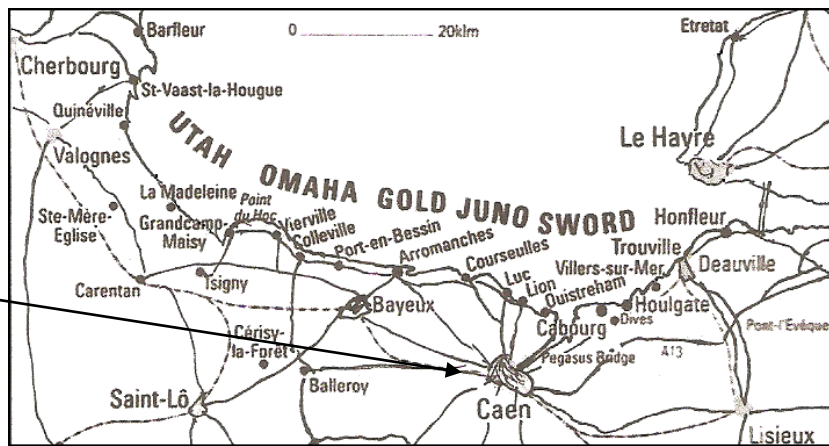 Barfleur
0 20klm
Etretat
Cherbourg
St-Vaast-la-Hougue
Quinéville
Le Havre
Valognes
UTAH OMAHA GOLD JUNO SWORD
La Madeleine
Point
du Hoc
Ste-Mère-
Eglise
Grandcamp-
Maisy
Vierville
Colleville
Port-en-Bessin
Arromanches
Courseulles
Honfleur
Trouville
Deauville
Villers-sur-Mer
Houlgate
Luc
Lion
Ouistreham
Cabourg
Dives
Carentan
Isigny
Bayeux
Pont-l'Evêque
Pegasus Bridge
A13
Cérisy-
la-Forêt
Balleroy
Saint-Lô
Caen
Lisieux